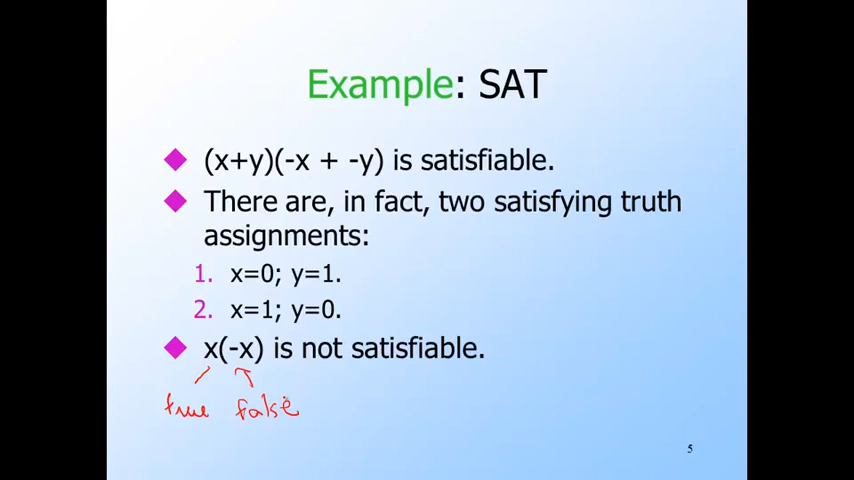 Example: SAT
(x+y)(-x + -y) is satisfiable.
There are, in fact, two satisfying truth
assignments:
1. x=0; y=1.
2. x=1; y=0.
x(-x) is not satisfiable.
true false
5